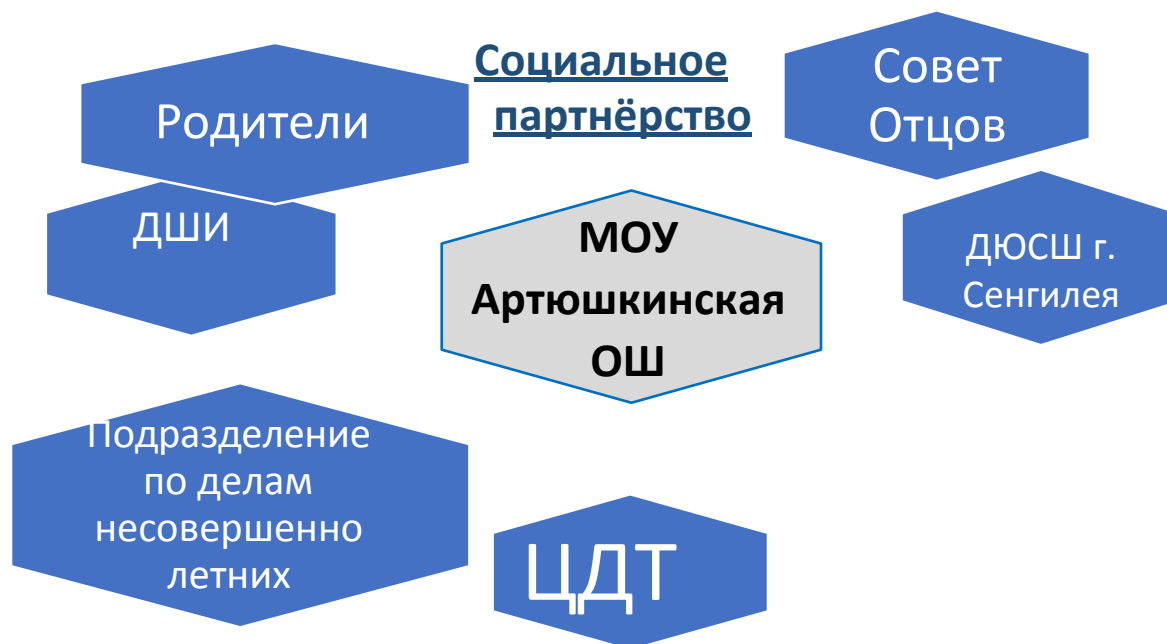 Социальное
партнёрство
Родители
Совет
Отцов
ДШИ
МОУ
Артюшкинская
ОШ
ДЮСШ г.
Сенгилея
Подразделение
по делам
несовершенно
летних
ЦДТ